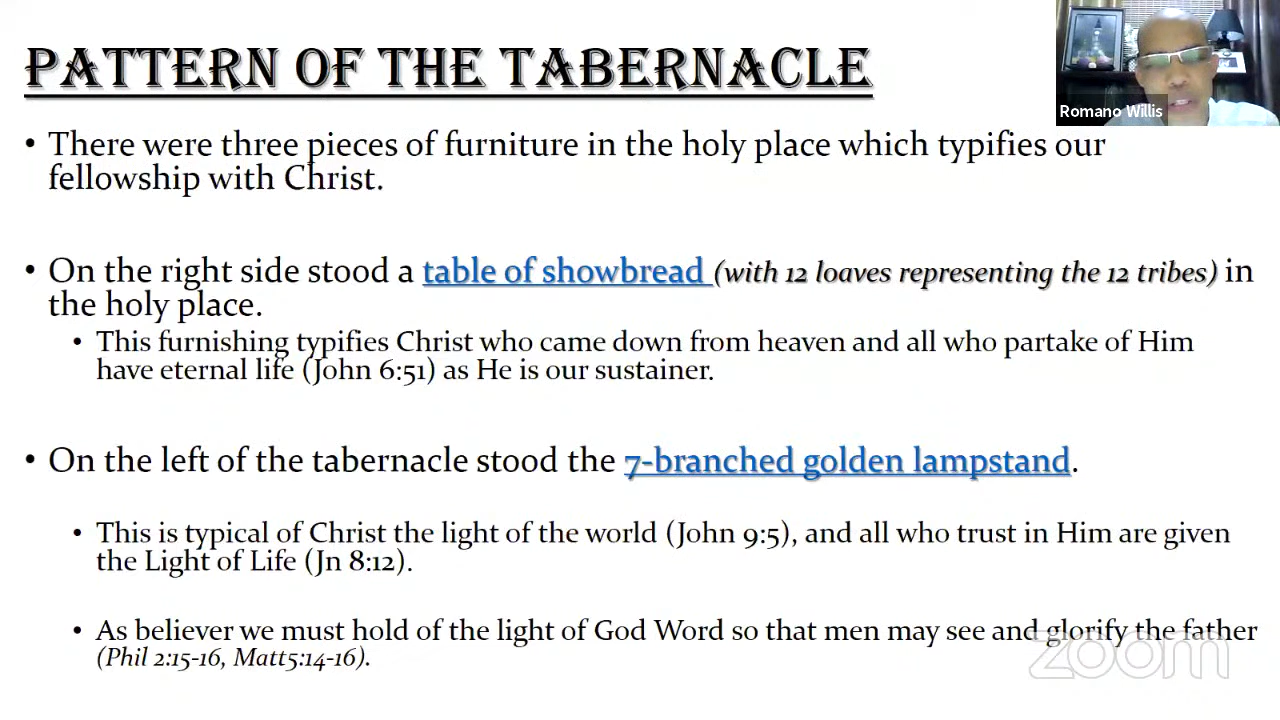 PATTERN OF THE TABERNACLE
Romano Willis
• There were three pieces of furniture in the holy place which typifies our
fellowship with Christ.
• On the right side stood a table of showbread (with 12 loaves representing the 12 tribes) in
the holy place.
• This furnishing typifies Christ who came down from heaven and all who partake of Him
have eternal life (John 6:51) as He is our sustainer.
• On the left of the tabernacle stood the 7-branched golden lampstand.
• This is typical of Christ the light of the world (John 9:5), and all who trust in Him are given
the Light of Life (Jn 8:12).
• As believer we must hold of the light of God Word so that men may see and glorify the father
(Phil 2:15-16, Matt5:14-16).
zoom